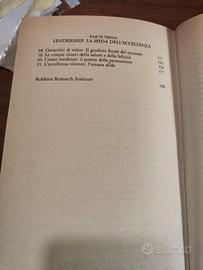 PARTE TERZA
LEADERSHIP: LA SFIDA DELL'ECCELLENZA
18. Gerarchie di valori. Il giudizio finale del successo
19. Le cinque chiavi della salute e della felicità
20. Creare tendenze: il potere della persuasione
21. L'eccellenza vivente: l'umana sfida
Robbins Research Institute
subito